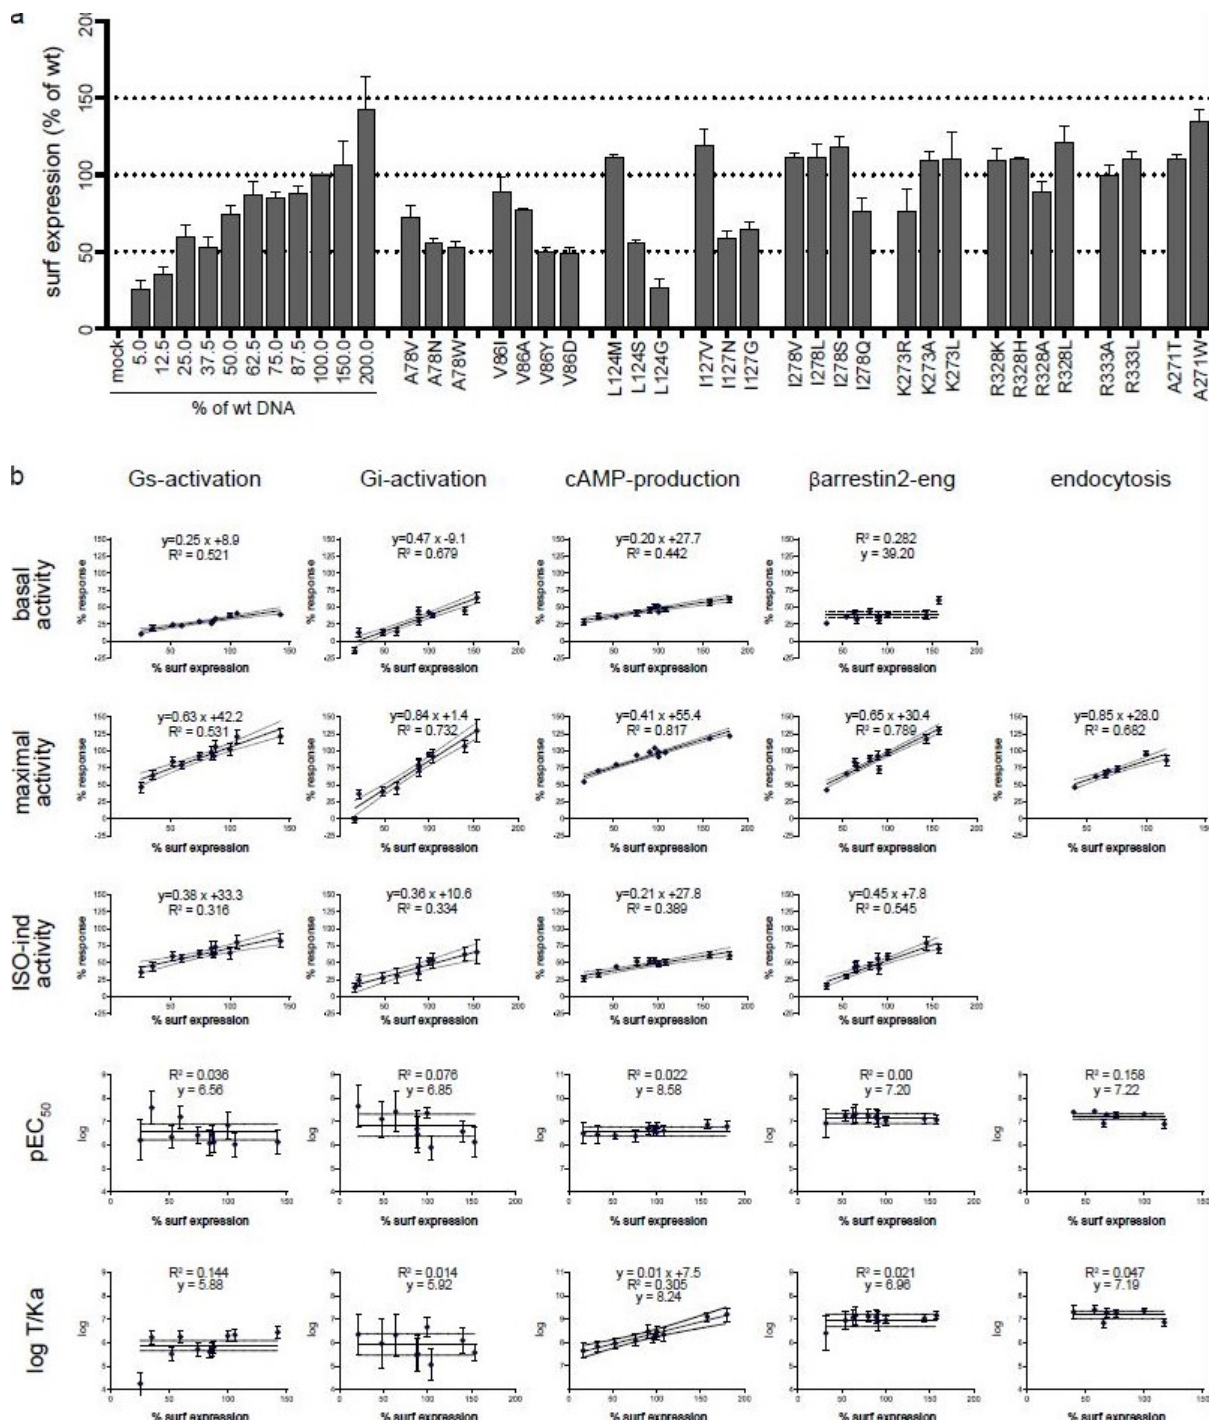 a
surf expression (% of wt)
200
150
100
50
0
mock 5.0 12.5 25.0 37.5 50.0 62.5 75.0 87.5 100.0 150.0 200.0 A78V A78N A78W V86I V86A V86Y V86D L124M L124S L124G I127V I127N I127G I278V I278L I278S I278Q K273R K273A K273L R328K R328H R328A R328L R333A R333L A271T A271W
% of wt DNA
b
Gs-activation Gi-activation cAMP-production βarrestin2-eng endocytosis
basal activity
y=0.25 x +8.9
R² = 0.521
y=0.47 x -9.1
R² = 0.679
y=0.20 x +27.7
R² = 0.442
R² = 0.282
y = 39.20
% response
% surf expression
maximal activity
y=0.63 x +42.2
R² = 0.531
y=0.84 x +1.4
R² = 0.732
y=0.41 x +55.4
R² = 0.817
y=0.65 x +30.4
R² = 0.789
y=0.85 x +28.0
R² = 0.682
% response
% surf expression
ISO-ind activity
y=0.38 x +33.3
R² = 0.316
y=0.36 x +10.6
R² = 0.334
y=0.21 x +27.8
R² = 0.389
y=0.45 x +7.8
R² = 0.545
% response
% surf expression
pEC50
R² = 0.036
y = 6.56
R² = 0.076
y = 6.85
R² = 0.022
y = 8.58
R² = 0.00
y = 7.20
R² = 0.158
y = 7.22
log
% surf expression
log T/Ka
R² = 0.144
y = 5.88
R² = 0.014
y = 5.92
y = 0.01 x +7.5
R² = 0.305
y = 8.24
R² = 0.021
y = 6.96
R² = 0.047
y = 7.19
log
% surf expression